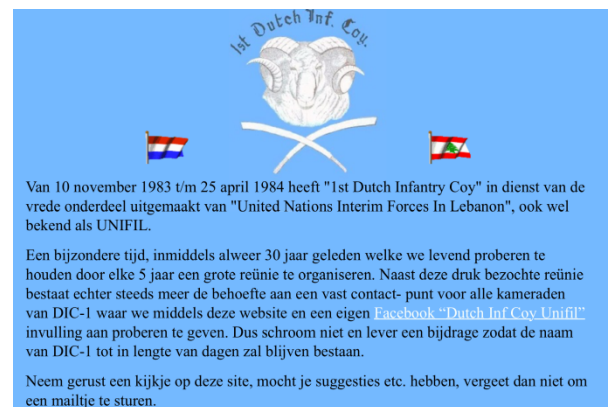 1st Dutch Inf. Coy.
Van 10 november 1983 t/m 25 april 1984 heeft "1st Dutch Infantry Coy" in dienst van de
vrede onderdeel uitgemaakt van "United Nations Interim Forces In Lebanon", ook wel
bekend als UNIFIL.
Een bijzondere tijd, inmiddels alweer 30 jaar geleden welke we levend proberen te
houden door elke 5 jaar een grote reünie te organiseren. Naast deze druk bezochte reünie
bestaat echter steeds meer de behoefte aan een vast contact- punt voor alle kameraden
van DIC-1 waar we middels deze website en een eigen Facebook “Dutch Inf Coy Unifil”
invulling aan proberen te geven. Dus schroom niet en lever een bijdrage zodat de naam
van DIC-1 tot in lengte van dagen zal blijven bestaan.
Neem gerust een kijkje op deze site, mocht je suggesties etc. hebben, vergeet dan niet om
een mailtje te sturen.